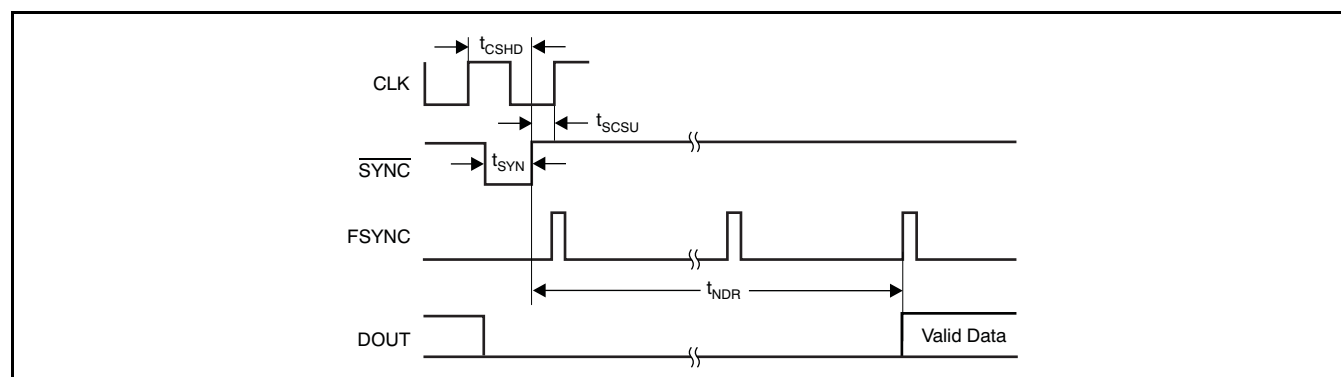 tCSHD
CLK
tSCSU
SYNC
tSYN
FSYNC
tNDR
DOUT
Valid Data